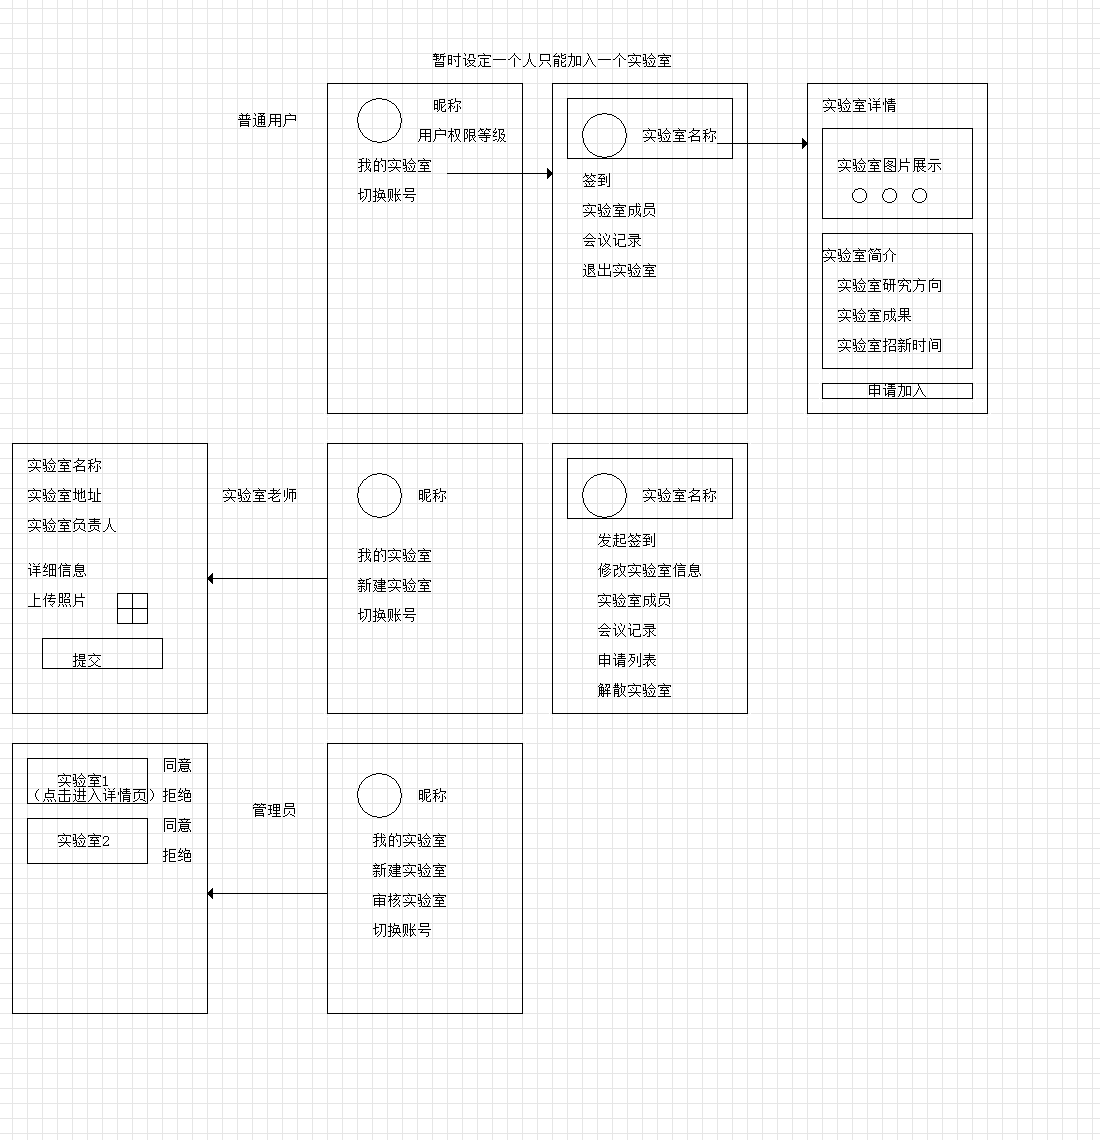 暂时设定一个人只能加入一个实验室
普通用户
昵称
用户权限等级
我的实验室
切换账号
实验室名称
签到
实验室成员
会议记录
退出实验室
实验室详情
实验室图片展示
实验室简介
实验室研究方向
实验室成果
实验室招新时间
申请加入
实验室名称
实验室地址
实验室负责人
详细信息
上传照片
提交
实验室老师
昵称
我的实验室
新建实验室
切换账号
实验室名称
发起签到
修改实验室信息
实验室成员
会议记录
申请列表
解散实验室
实验室1
（点击进入详情页）
同意
拒绝
实验室2
同意
拒绝
管理员
昵称
我的实验室
新建实验室
审核实验室
切换账号